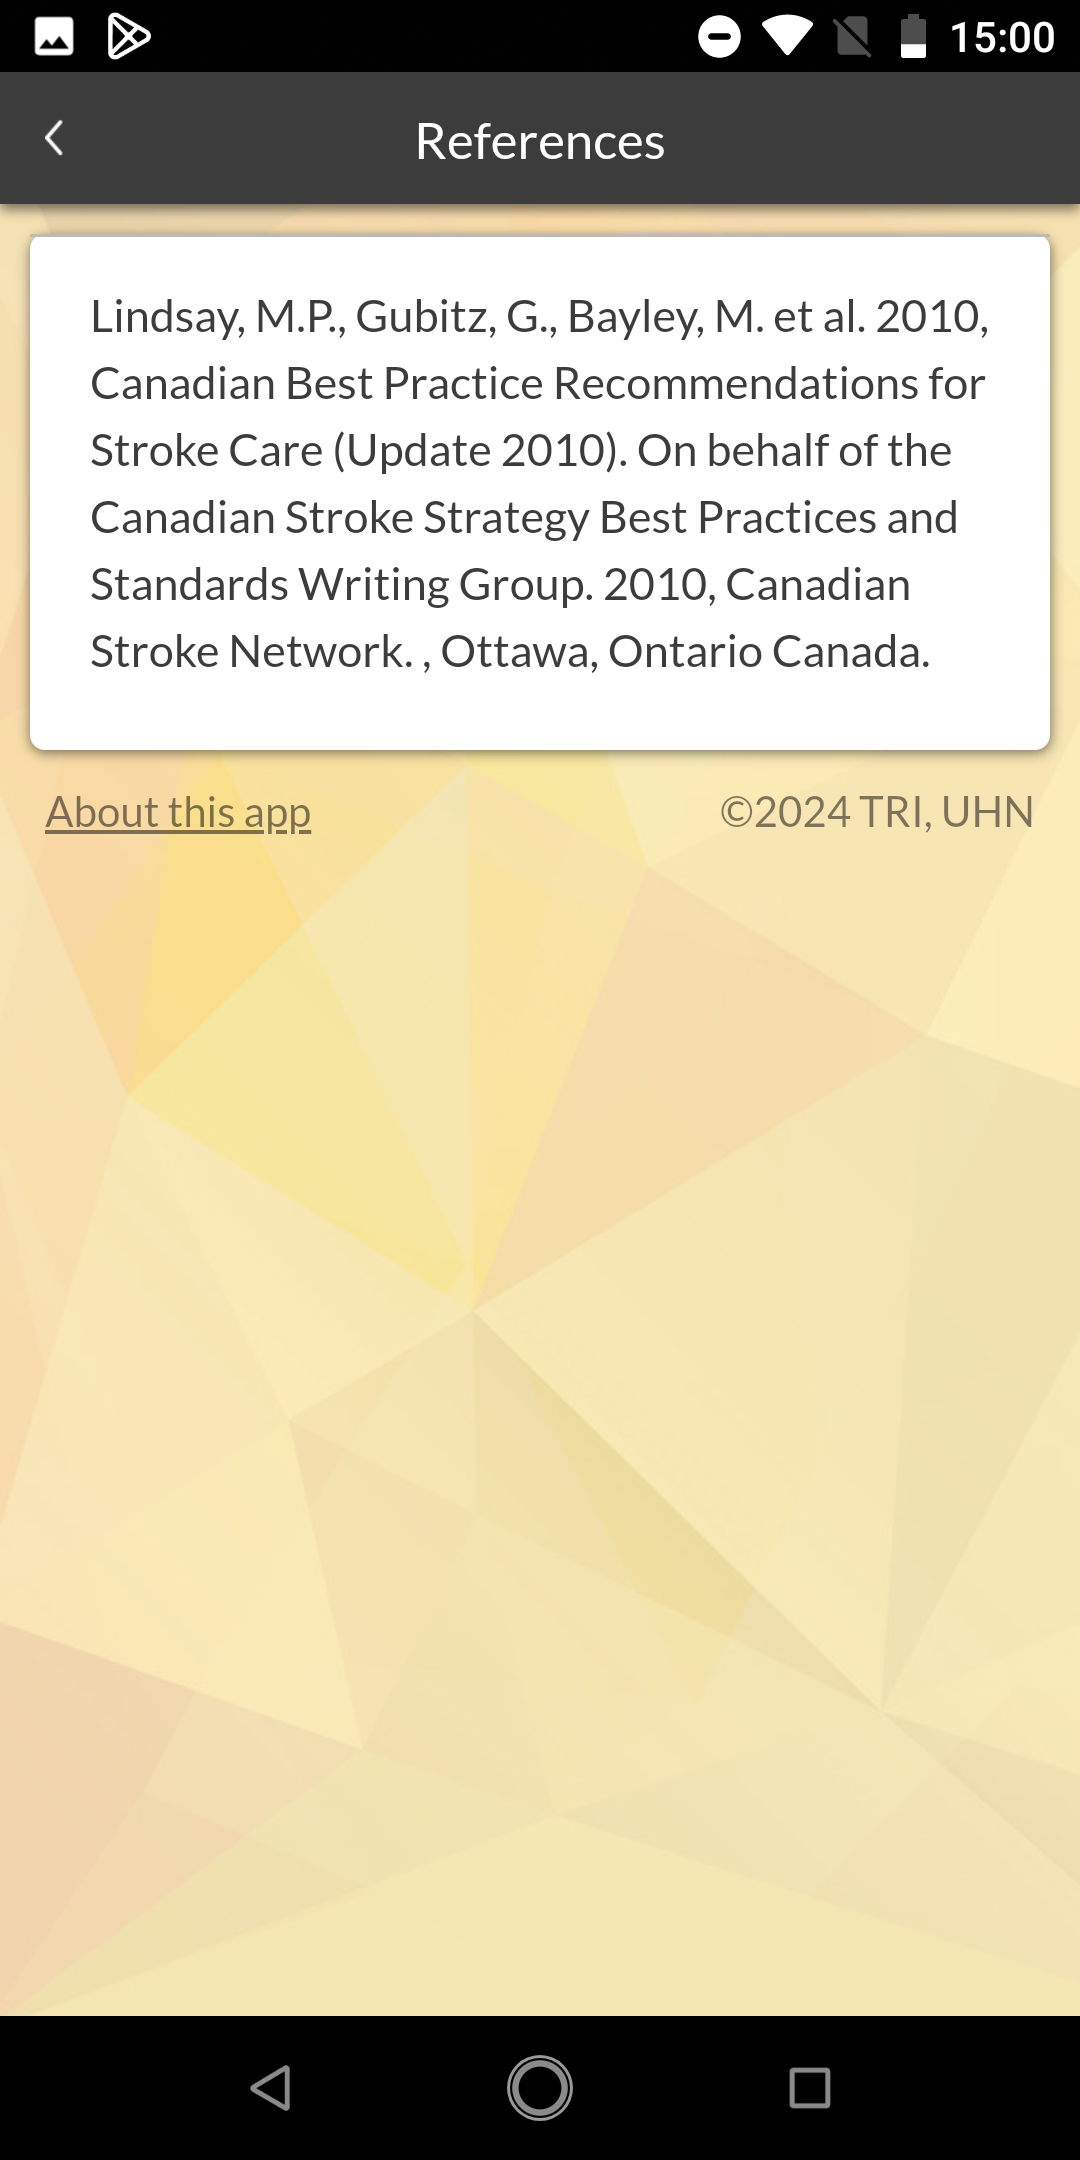 15:00
References
Lindsay, M.P., Gubitz, G., Bayley, M. et al. 2010,
Canadian Best Practice Recommendations for
Stroke Care (Update 2010). On behalf of the
Canadian Stroke Strategy Best Practices and
Standards Writing Group. 2010, Canadian
Stroke Network. , Ottawa, Ontario Canada.
About this app
©2024 TRI, UHN